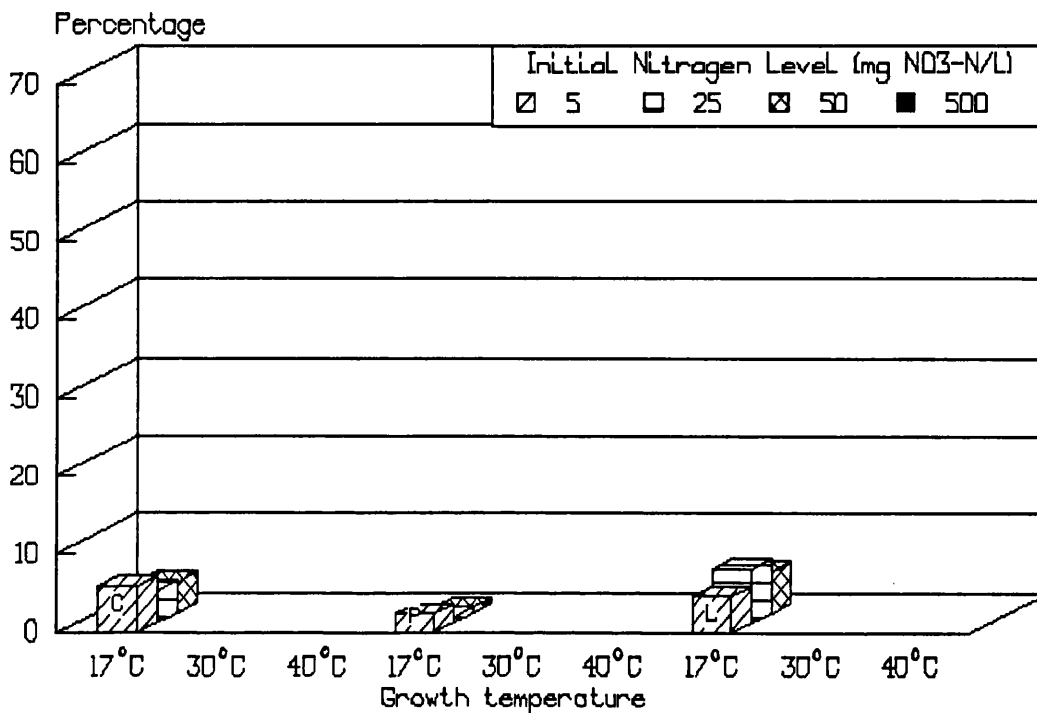 Percentage
Initial Nitrogen Level (mg NO3-N/L)
5 25 50 500
70
60
50
40
30
20
10
0
C P L
17°C 30°C 40°C 17°C 30°C 40°C 17°C 30°C 40°C
Growth temperature